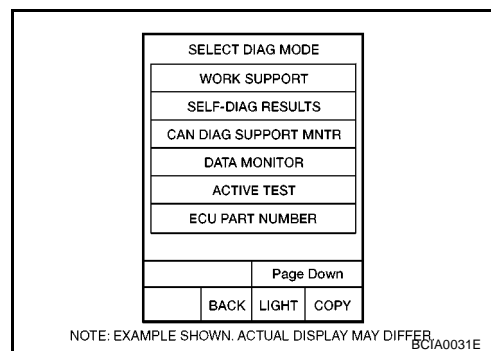 SELECT DIAG MODE
WORK SUPPORT
SELF-DIAG RESULTS
CAN DIAG SUPPORT MNTR
DATA MONITOR
ACTIVE TEST
ECU PART NUMBER
Page Down
BACK LIGHT COPY
NOTE: EXAMPLE SHOWN. ACTUAL DISPLAY MAY DIFFER.
BCIA0031E